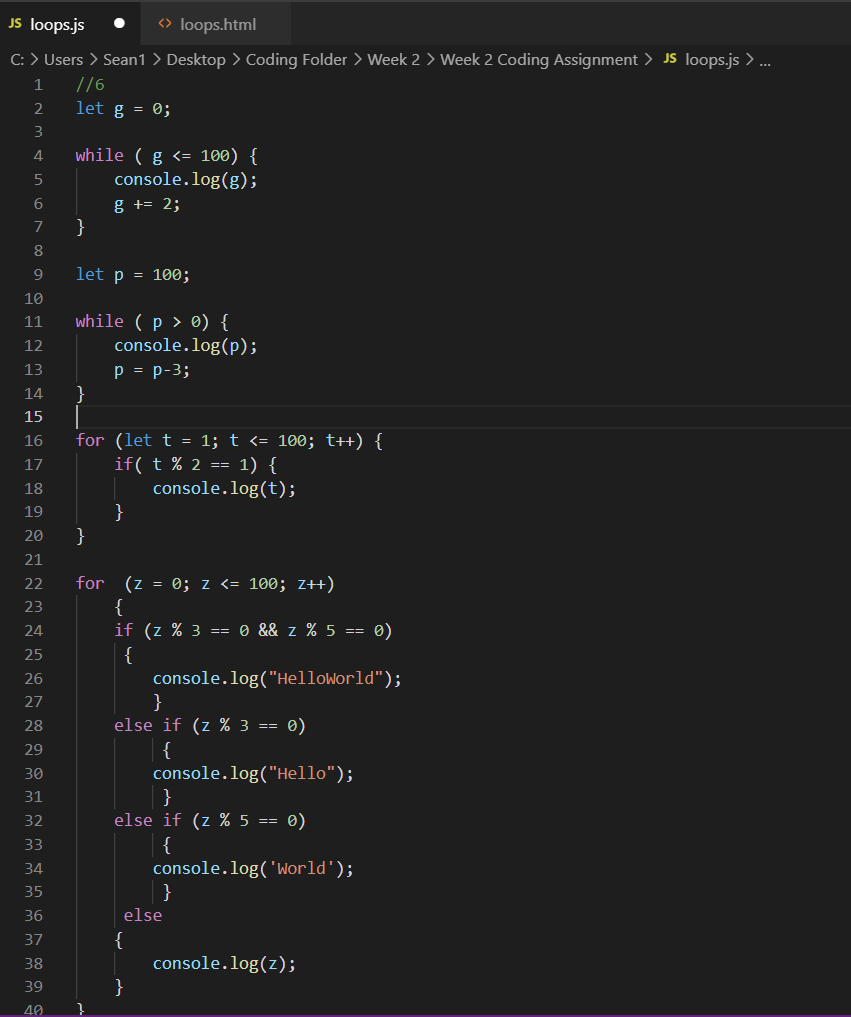 JS loops.js ● <> loops.html
C: > Users > Sean1 > Desktop > Coding Folder > Week 2 > Week 2 Coding Assignment > JS loops.js > ...
1 //6
2 let g = 0;
3
4 while ( g <= 100) {
5     console.log(g);
6     g += 2;
7 }
8
9 let p = 100;
10
11 while ( p > 0) {
12     console.log(p);
13     p = p-3;
14 }
15
16 for (let t = 1; t <= 100; t++) {
17     if( t % 2 == 1) {
18         console.log(t);
19     }
20 }
21
22 for  (z = 0; z <= 100; z++)
23     {
24     if (z % 3 == 0 && z % 5 == 0)
25      {
26         console.log("HelloWorld");
27         }
28     else if (z % 3 == 0)
29          {
30         console.log("Hello");
31          }
32     else if (z % 5 == 0)
33          {
34         console.log('World');
35          }
36      else
37     {
38         console.log(z);
39     }
40 }